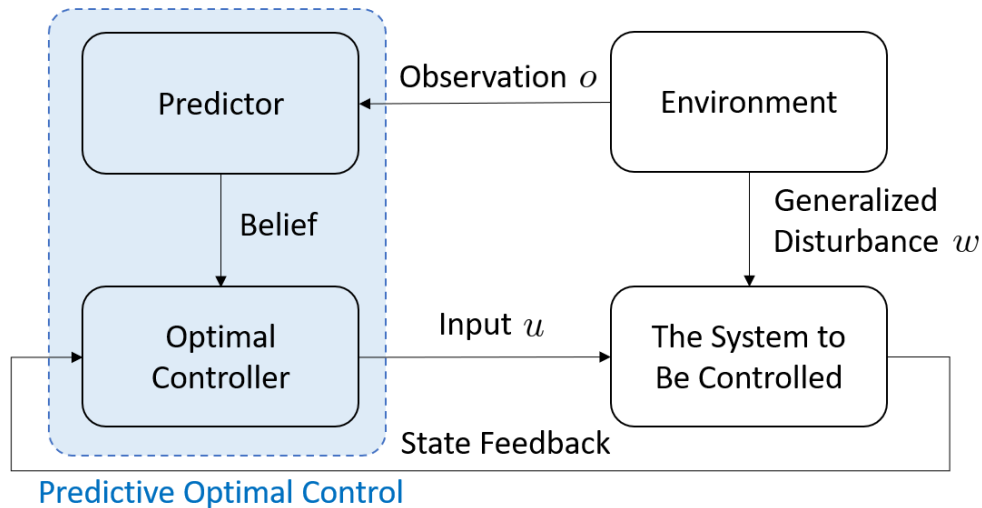 Predictor
Observation o
Environment
Belief
Generalized
Disturbance w
Optimal
Controller
Input u
The System to
Be Controlled
State Feedback
Predictive Optimal Control